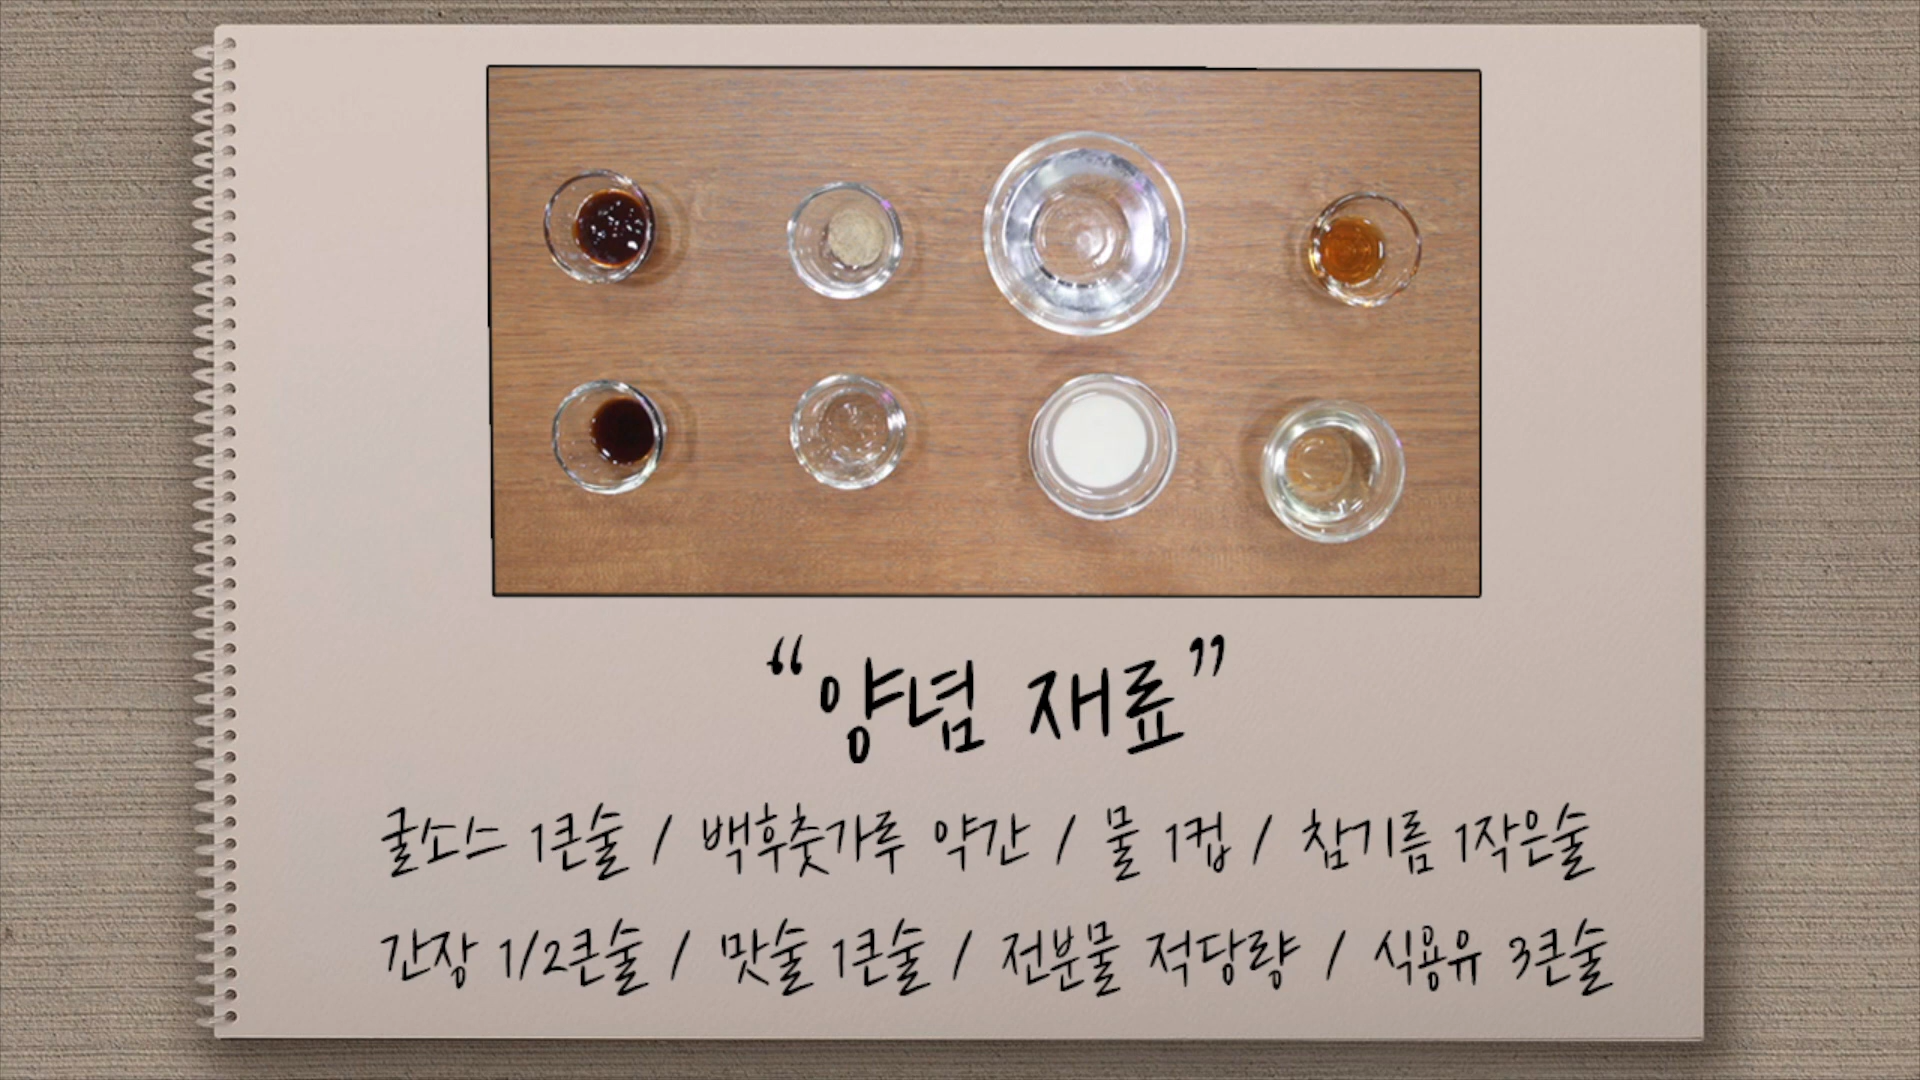 “양념 재료”
굴소스 1큰술 / 백후춧가루 약간 / 물 1컵 / 참기름 1작은술
간장 1/2큰술 / 맛술 1큰술 / 전분물 적당량 / 식용유 3큰술